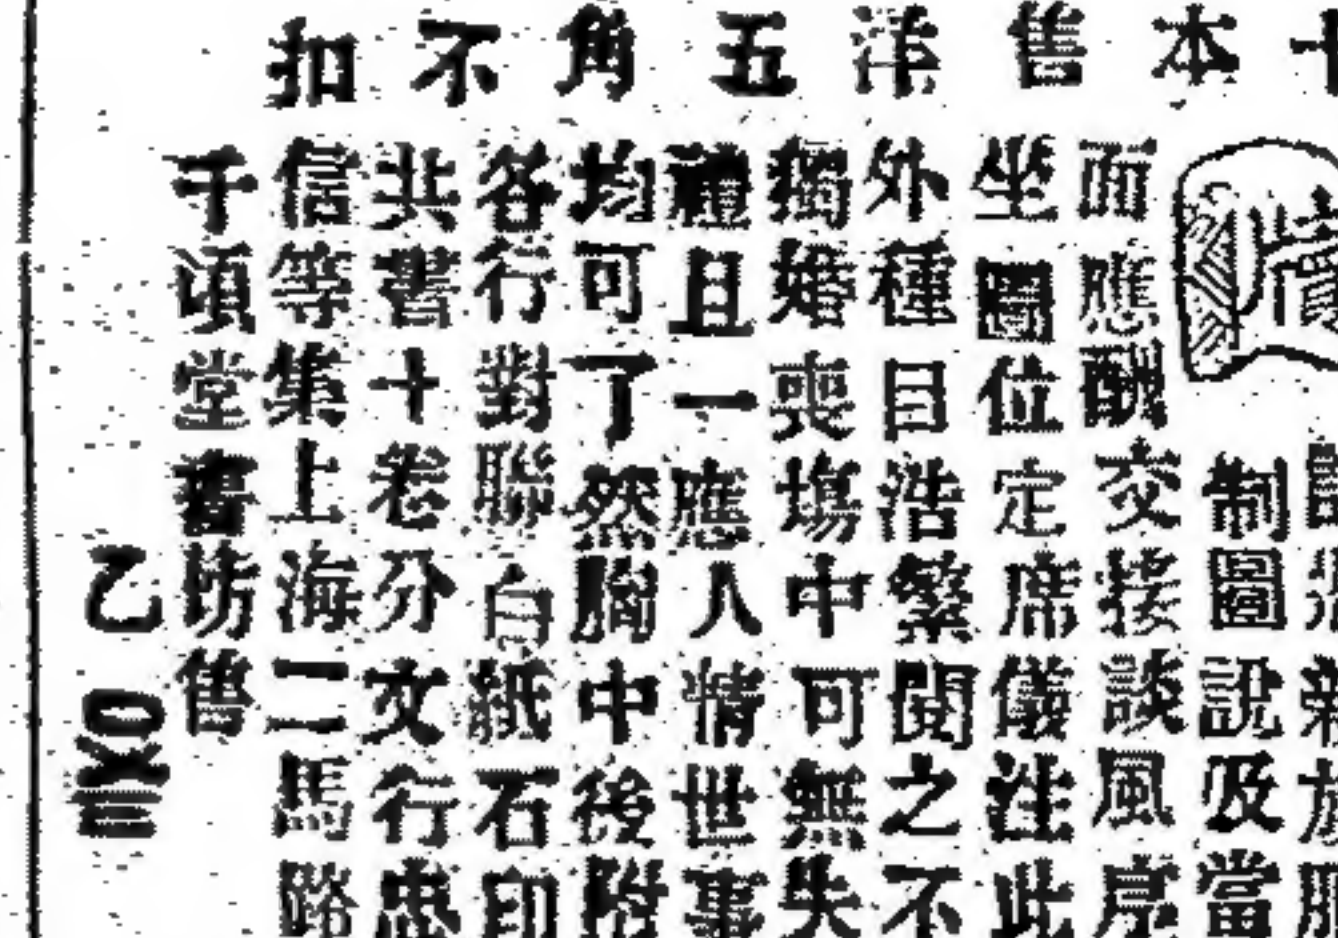 本售洋五角不扣
制圖說及當
面應酬交接談風
坐圖位定席儀注此
外種目浩繁閱之不
獨婚喪塲中可無失
禮且一應人情世事
均可了然胸中後附
各行對聯白紙石印
共書十卷分文行忠
信等集上海二馬路
千頃堂書坊售
乙